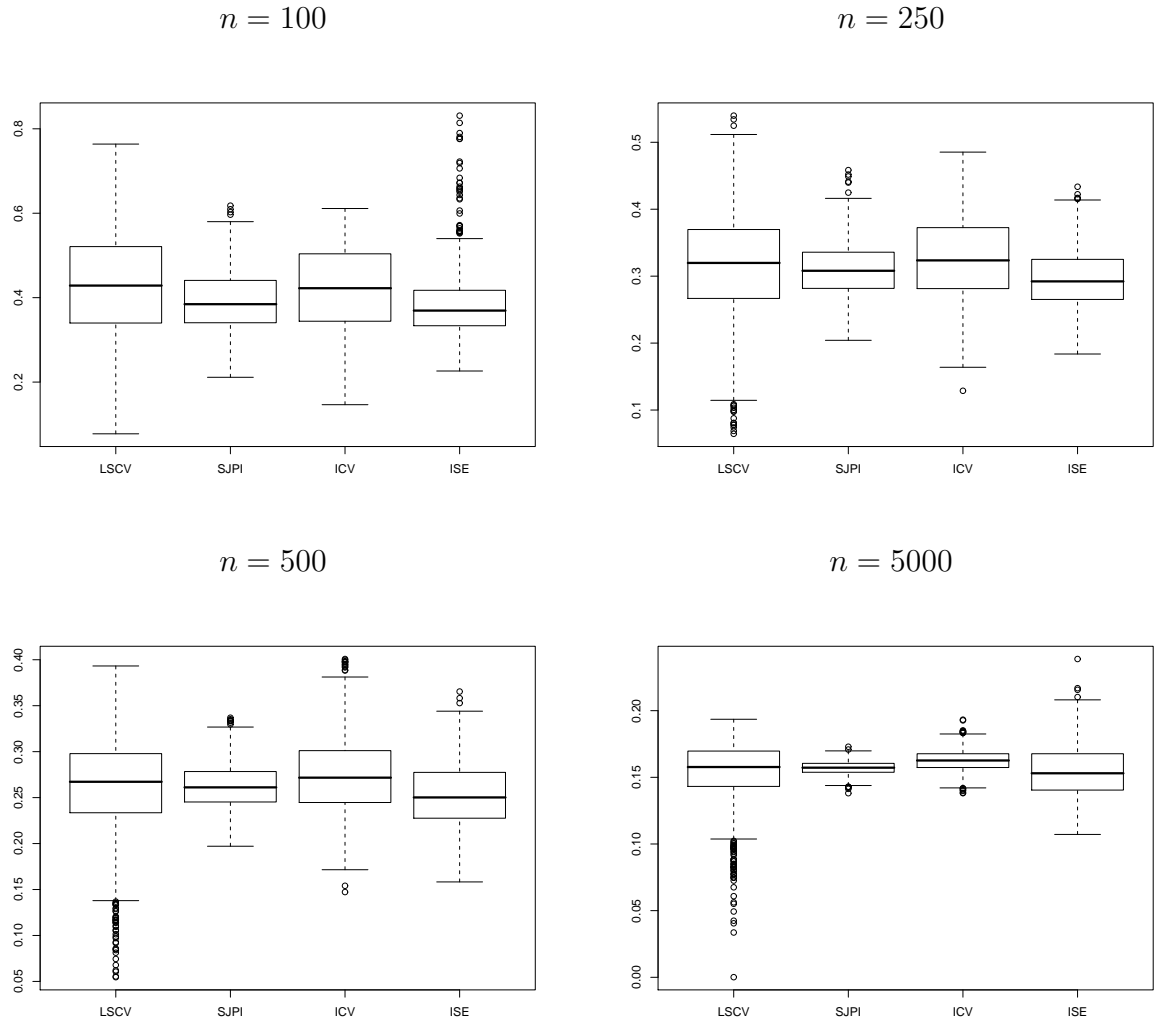 n = 100
n = 250
0.8
0.6
0.4
0.2
LSCV SJPI ICV ISE
0.5
0.4
0.3
0.2
0.1
LSCV SJPI ICV ISE
n = 500
n = 5000
0.40
0.35
0.30
0.25
0.20
0.15
0.10
0.05
LSCV SJPI ICV ISE
0.20
0.15
0.10
0.05
0.00
LSCV SJPI ICV ISE